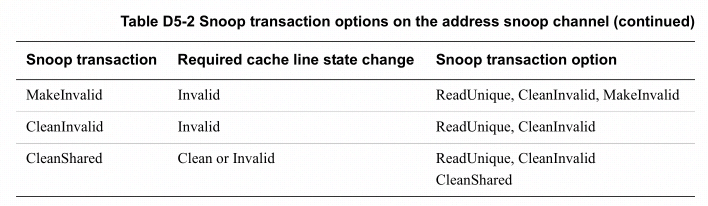 Table D5-2 Snoop transaction options on the address snoop channel (continued)
Snoop transaction Required cache line state change Snoop transaction option
MakeInvalid Invalid ReadUnique, CleanInvalid, MakeInvalid
CleanInvalid Invalid ReadUnique, CleanInvalid
CleanShared Clean or Invalid ReadUnique, CleanInvalid
CleanShared